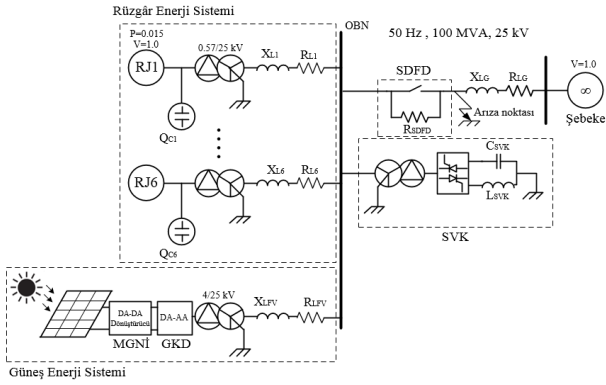 Rüzgâr Enerji Sistemi
P=0.015
V=1.0
RJ1
0.57/25 kV
XL1
RL1
QC1
RJ6
XL6
RL6
QC6
OBN
50 Hz , 100 MVA, 25 kV
SDFD
RSDFD
Arıza noktası
XLG
RLG
V=1.0
∞
Şebeke
CSVK
LSVK
SVK
4/25 kV
XLFV
RLFV
DA-DA
Dönüştürücü
DA-AA
MGNİ
GKD
Güneş Enerji Sistemi